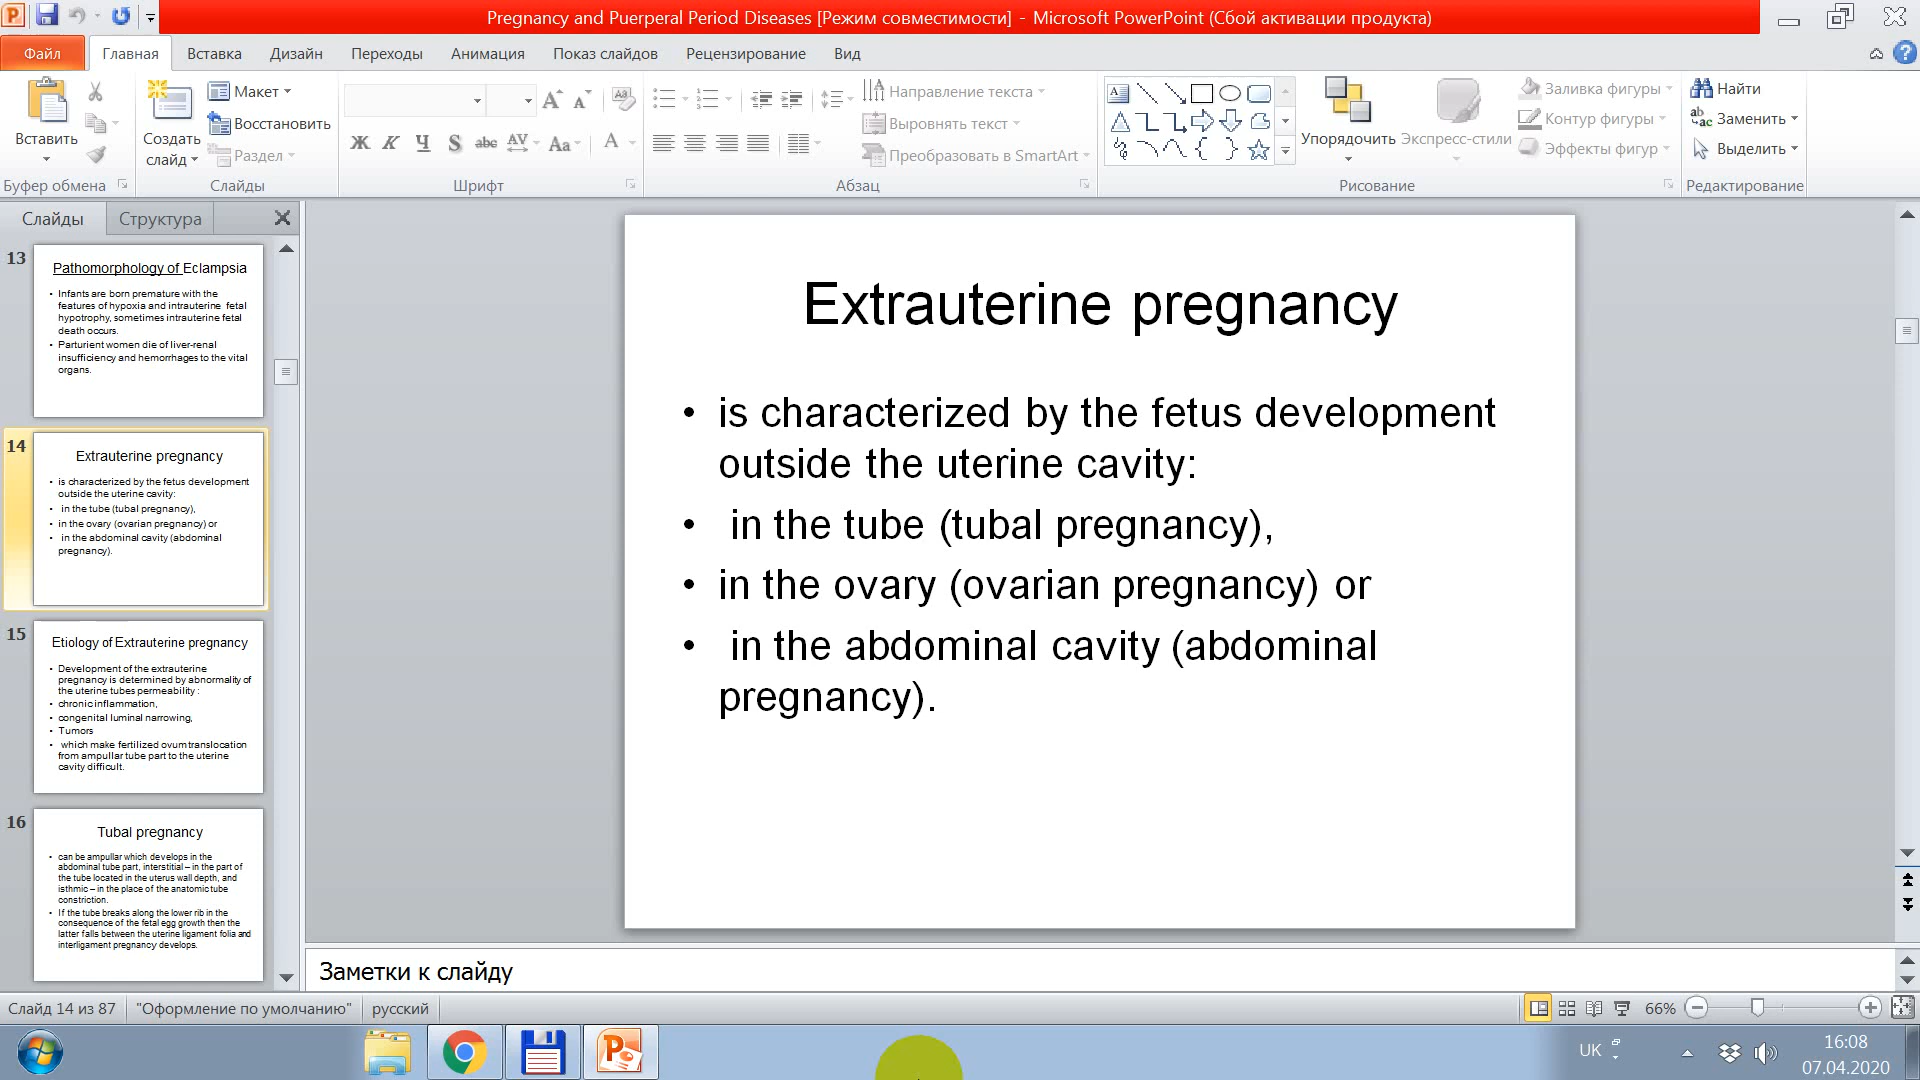 Pregnancy and Puerperal Period Diseases [Режим совместимости] - Microsoft PowerPoint (Сбой активации продукта)
Файл Главная Вставка Дизайн Переходы Анимация Показ слайдов Рецензирование Вид
Вставить
Буфер обмена
Создать слайд
Макет
Восстановить
Раздел
Слайды
Ж К Ч S abc AV Aa A
Шрифт
Направление текста
Выровнять текст
Преобразовать в SmartArt
Абзац
Упорядочить
Экспресс-стили
Заливка фигуры
Контур фигуры
Эффекты фигур
Рисование
Найти
Заменить
Выделить
Редактирование
Слайды Структура
13
Pathomorphology of Eclampsia
• Infants are born premature with the
features of hypoxia and intrauterine fetal
hypotrophy, sometimes intrauterine fetal
death occurs.
• Parturient women die of liver-renal
insufficiency and hemorrhages to the vital
organs.
14
Extrauterine pregnancy
• is characterized by the fetus development
outside the uterine cavity:
• in the tube (tubal pregnancy),
• in the ovary (ovarian pregnancy) or
• in the abdominal cavity (abdominal
pregnancy).
15
Etiology of Extrauterine pregnancy
• Development of the extrauterine
pregnancy is determined by abnormality of
the uterine tubes permeability :
• chronic inflammation,
• congenital luminal narrowing,
• Tumors
• which make fertilized ovum translocation
from ampullar tube part to the uterine
cavity difficult.
16
Tubal pregnancy
• can be ampullar which develops in the
abdominal tube part, interstitial – in the part of
the tube located in the uterus wall depth, and
isthmic – in the place of the anatomic tube
constriction.
• If the tube breaks along the lower rib in the
consequence of the fetal egg growth then the
latter falls between the uterine ligament folia and
interligament pregnancy develops.
Extrauterine pregnancy
• is characterized by the fetus development
outside the uterine cavity:
• in the tube (tubal pregnancy),
• in the ovary (ovarian pregnancy) or
• in the abdominal cavity (abdominal
pregnancy).
Заметки к слайду
Слайд 14 из 87 "Оформление по умолчанию" русский 66%
UK 16:08
07.04.2020